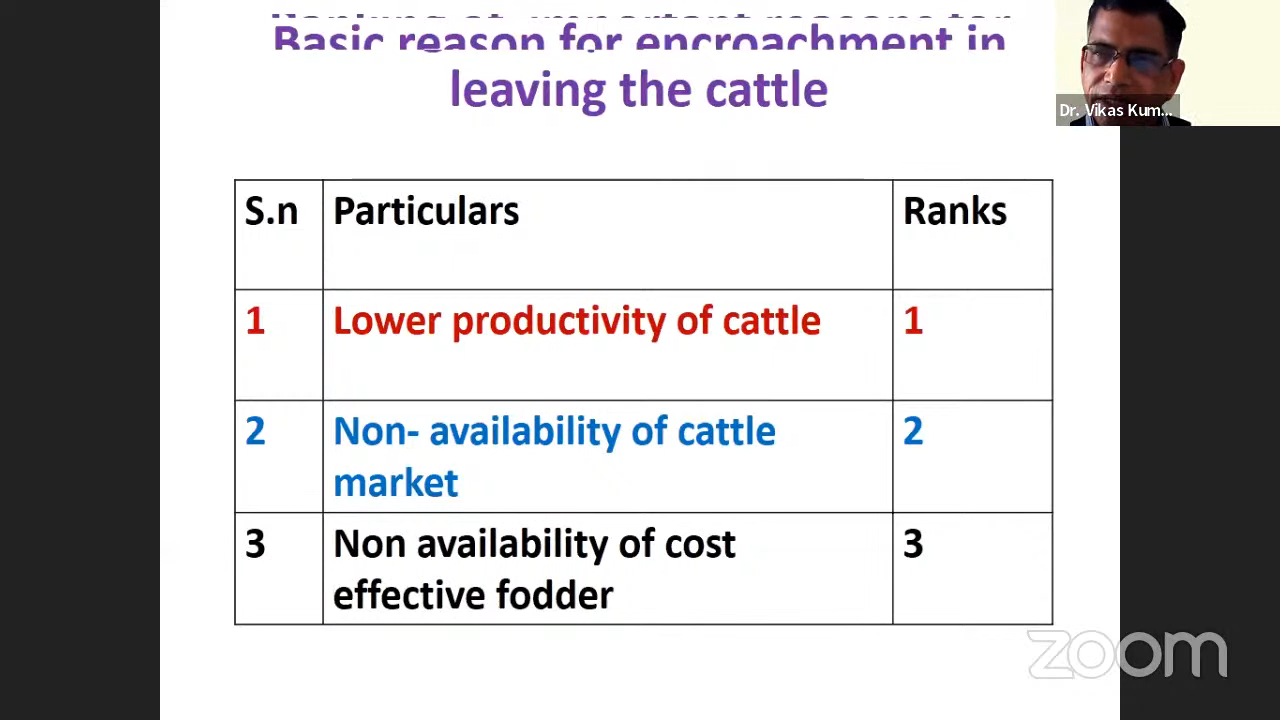 Basic reason for encroachment in
leaving the cattle
Dr. Vikas Kum...
S.n Particulars Ranks
1 Lower productivity of cattle 1
2 Non- availability of cattle 2
market
3 Non availability of cost 3
effective fodder
zoom